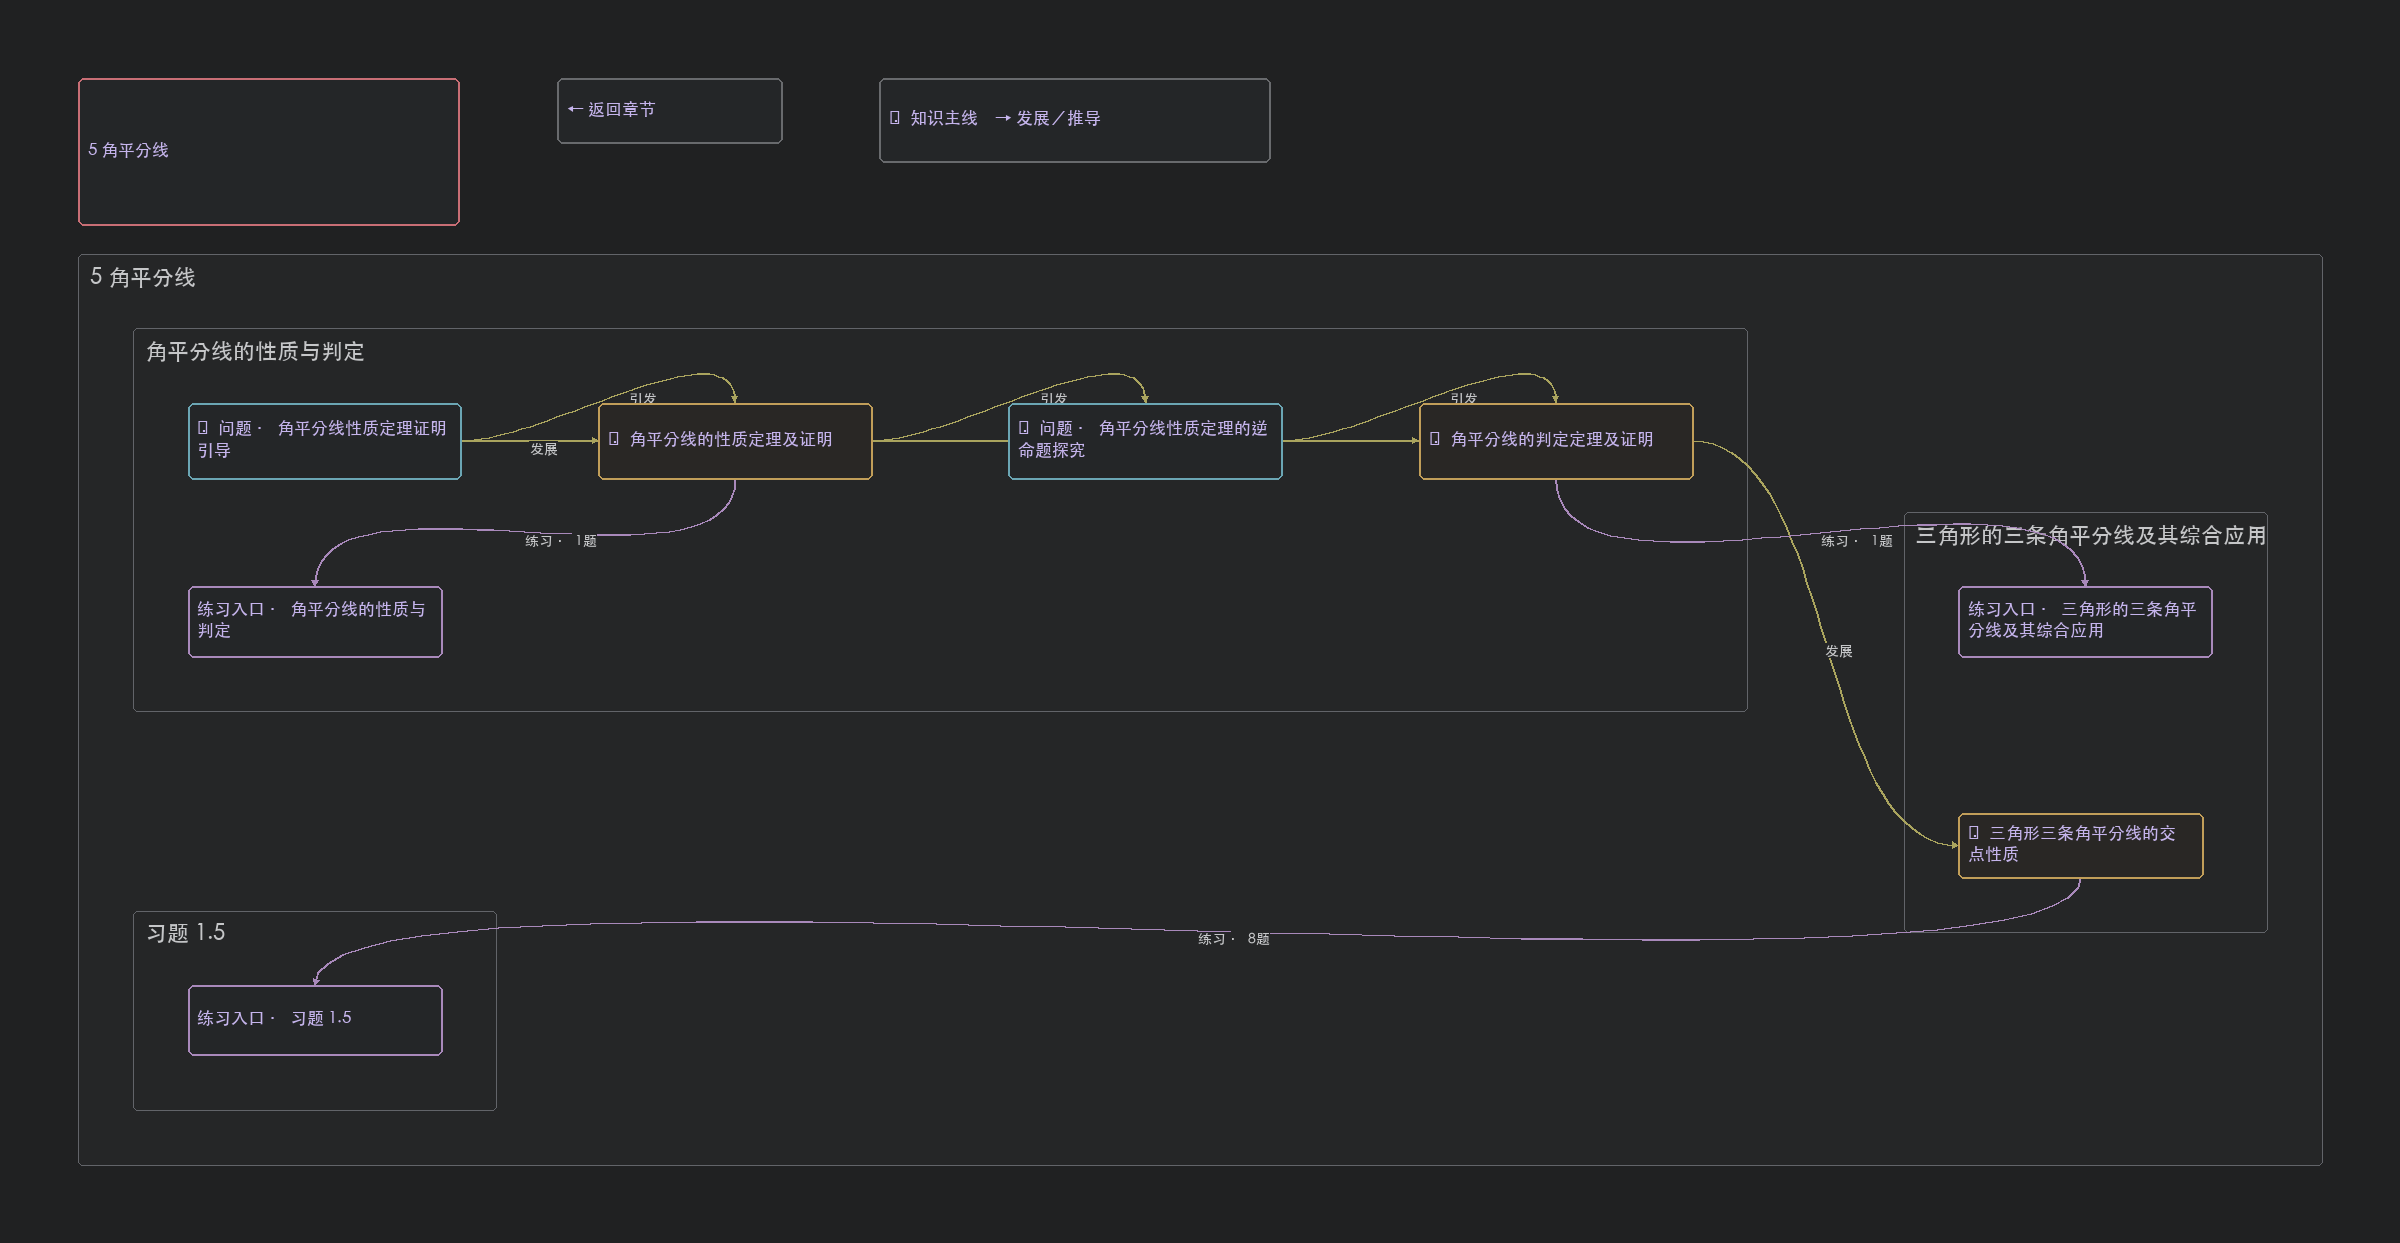 5 角平分线
← 返回章节
知识主线 → 发展／推导
5 角平分线
角平分线的性质与判定
引发
引发
引发
问题 · 角平分线性质定理证明
引导
发展
角平分线的性质定理及证明
问题 · 角平分线性质定理的逆
命题探究
角平分线的判定定理及证明
练习 · 1题
练习 · 1题
三角形的三条角平分线及其综合应用
练习入口 · 角平分线的性质与
判定
练习入口 · 三角形的三条角平
分线及其综合应用
发展
三角形三条角平分线的交
点性质
习题 1.5
练习 · 8题
练习入口 · 习题 1.5